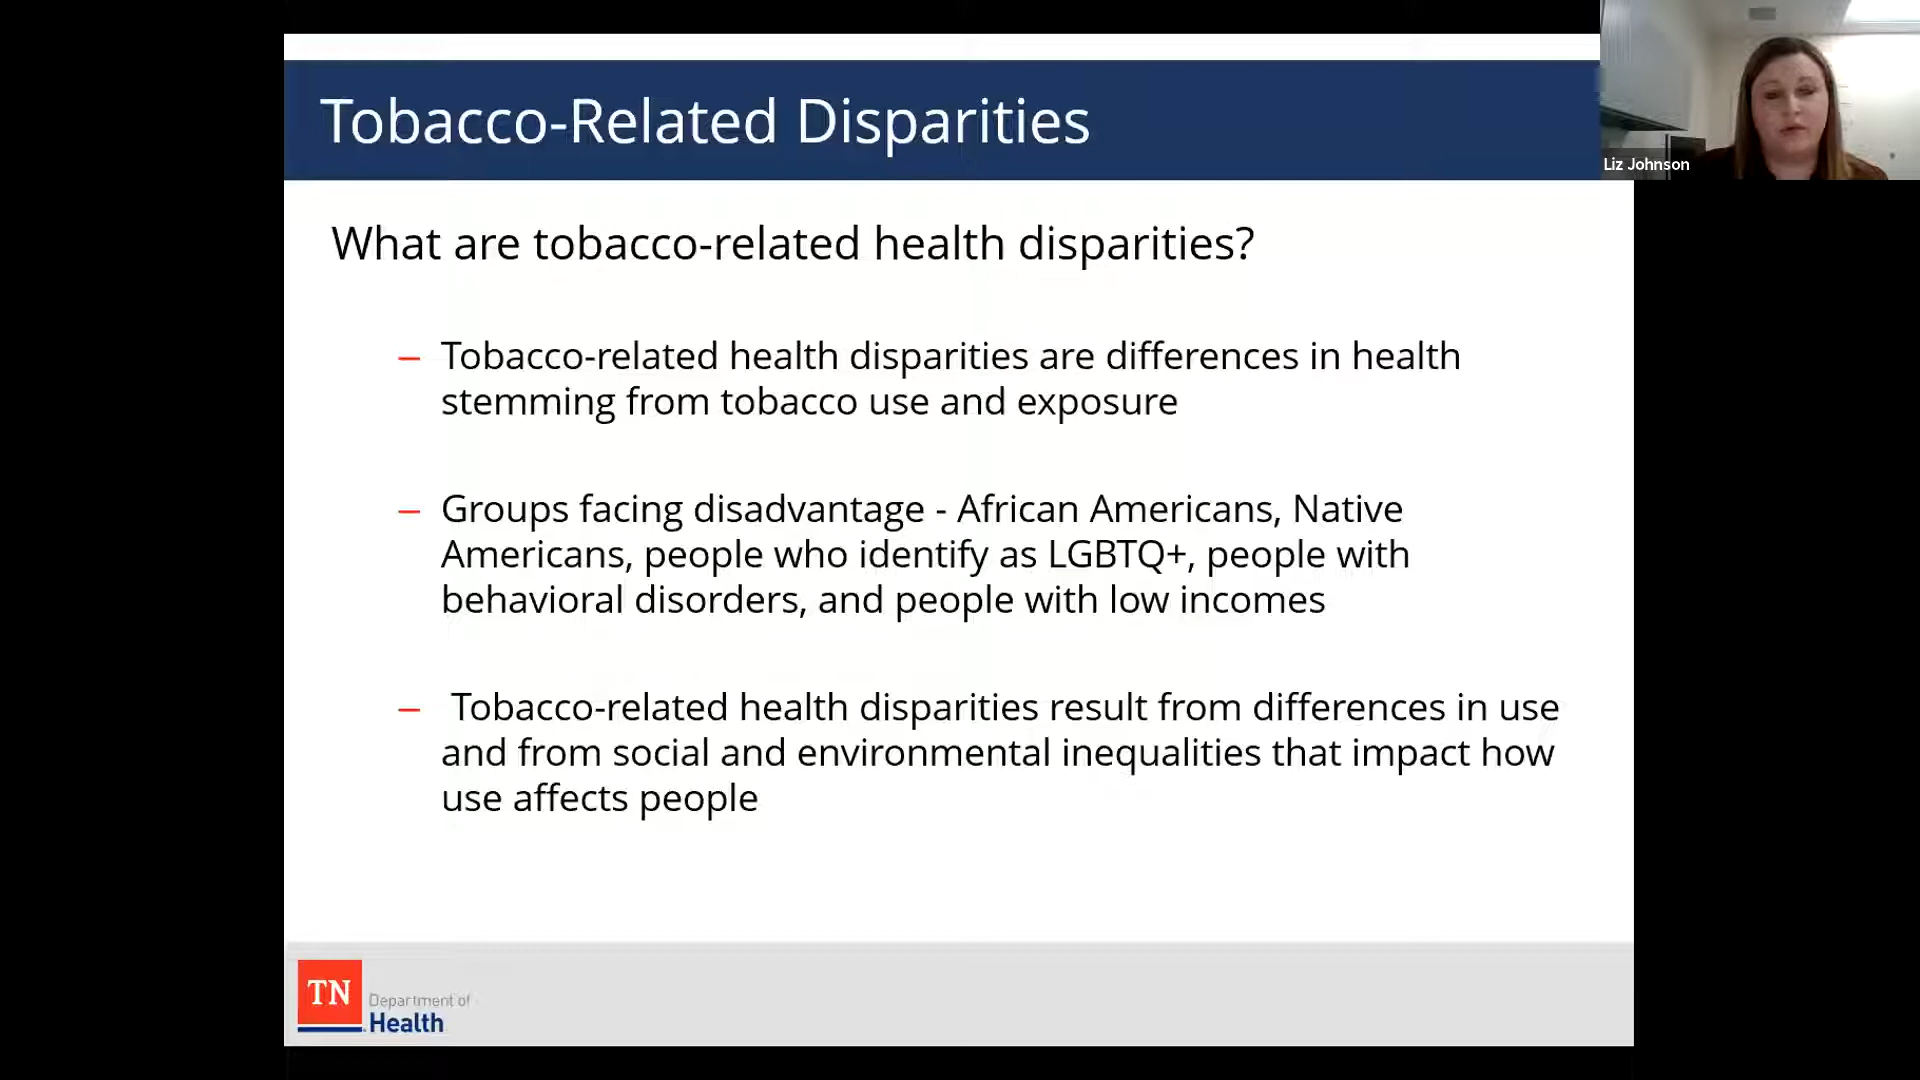 Tobacco-Related Disparities
Liz Johnson
What are tobacco-related health disparities?
– Tobacco-related health disparities are differences in health
stemming from tobacco use and exposure
– Groups facing disadvantage - African Americans, Native
Americans, people who identify as LGBTQ+, people with
behavioral disorders, and people with low incomes
– Tobacco-related health disparities result from differences in use
and from social and environmental inequalities that impact how
use affects people
TN
Department of
Health